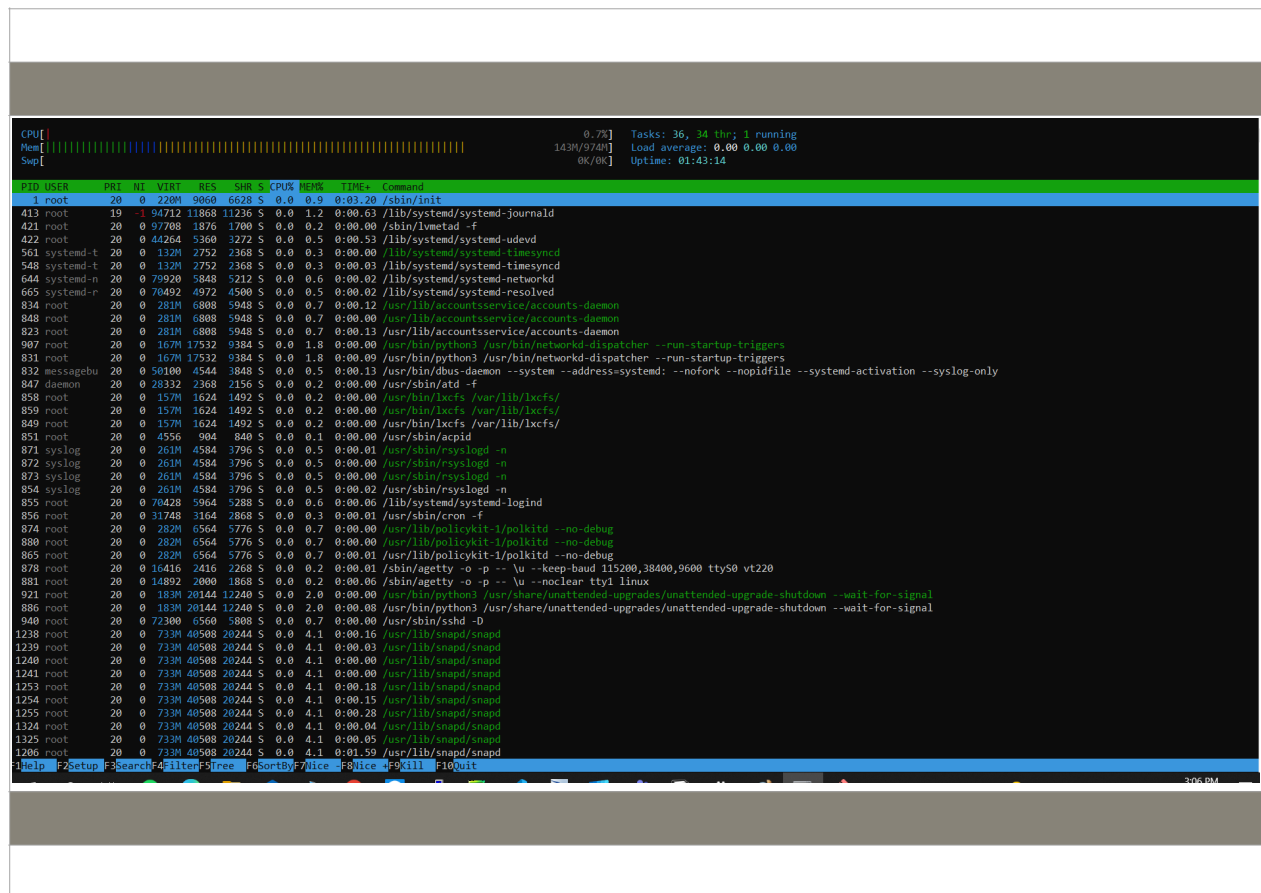 CPU[| 0.7%] Tasks: 36, 34 thr; 1 running
Mem[|||||||||||||||||||||||||||||||||||||||||||||||||||||||||| 143M/974M] Load average: 0.00 0.00 0.00
Swp[ 0K/0K] Uptime: 01:43:14
PID USER PRI NI VIRT RES SHR S CPU% MEM% TIME+ Command
1 root 20 0 220M 9060 6628 S 0.0 0.9 0:03.20 /sbin/init
413 root 19 -1 94712 11868 11236 S 0.0 1.2 0:00.63 /lib/systemd/systemd-journald
421 root 20 0 97708 1876 1700 S 0.0 0.2 0:00.00 /sbin/lvmetad -f
422 root 20 0 44264 5360 3272 S 0.0 0.5 0:00.53 /lib/systemd/systemd-udevd
561 systemd-t 20 0 132M 2752 2368 S 0.0 0.3 0:00.00 /lib/systemd/systemd-timesyncd
548 systemd-t 20 0 132M 2752 2368 S 0.0 0.3 0:00.03 /lib/systemd/systemd-timesyncd
644 systemd-n 20 0 79920 5848 5212 S 0.0 0.6 0:00.02 /lib/systemd/systemd-networkd
665 systemd-r 20 0 70492 4972 4500 S 0.0 0.5 0:00.02 /lib/systemd/systemd-resolved
834 root 20 0 281M 6808 5948 S 0.0 0.7 0:00.12 /usr/lib/accountsservice/accounts-daemon
848 root 20 0 281M 6808 5948 S 0.0 0.7 0:00.00 /usr/lib/accountsservice/accounts-daemon
823 root 20 0 281M 6808 5948 S 0.0 0.7 0:00.13 /usr/lib/accountsservice/accounts-daemon
907 root 20 0 167M 17532 9384 S 0.0 1.8 0:00.00 /usr/bin/python3 /usr/bin/networkd-dispatcher --run-startup-triggers
831 root 20 0 167M 17532 9384 S 0.0 1.8 0:00.09 /usr/bin/python3 /usr/bin/networkd-dispatcher --run-startup-triggers
832 messagebu 20 0 50100 4544 3848 S 0.0 0.5 0:00.13 /usr/bin/dbus-daemon --system --address=systemd: --nofork --nopidfile --systemd-activation --syslog-only
847 daemon 20 0 28332 2368 2156 S 0.0 0.2 0:00.00 /usr/sbin/atd -f
858 root 20 0 157M 1624 1492 S 0.0 0.2 0:00.00 /usr/bin/lxcfs /var/lib/lxcfs/
859 root 20 0 157M 1624 1492 S 0.0 0.2 0:00.00 /usr/bin/lxcfs /var/lib/lxcfs/
849 root 20 0 157M 1624 1492 S 0.0 0.2 0:00.00 /usr/bin/lxcfs /var/lib/lxcfs/
851 root 20 0 4556 904 840 S 0.0 0.1 0:00.00 /usr/sbin/acpid
871 syslog 20 0 261M 4584 3796 S 0.0 0.5 0:00.01 /usr/sbin/rsyslogd -n
872 syslog 20 0 261M 4584 3796 S 0.0 0.5 0:00.00 /usr/sbin/rsyslogd -n
873 syslog 20 0 261M 4584 3796 S 0.0 0.5 0:00.00 /usr/sbin/rsyslogd -n
854 syslog 20 0 261M 4584 3796 S 0.0 0.5 0:00.02 /usr/sbin/rsyslogd -n
855 root 20 0 70428 5964 5288 S 0.0 0.6 0:00.06 /lib/systemd/systemd-logind
856 root 20 0 31748 3164 2868 S 0.0 0.3 0:00.01 /usr/sbin/cron -f
874 root 20 0 282M 6564 5776 S 0.0 0.7 0:00.00 /usr/lib/policykit-1/polkitd --no-debug
880 root 20 0 282M 6564 5776 S 0.0 0.7 0:00.00 /usr/lib/policykit-1/polkitd --no-debug
865 root 20 0 282M 6564 5776 S 0.0 0.7 0:00.01 /usr/lib/policykit-1/polkitd --no-debug
878 root 20 0 16416 2416 2268 S 0.0 0.2 0:00.01 /sbin/agetty -o -p -- \u --keep-baud 115200,38400,9600 ttyS0 vt220
881 root 20 0 14892 2000 1868 S 0.0 0.2 0:00.06 /sbin/agetty -o -p -- \u --noclear tty1 linux
921 root 20 0 183M 20144 12240 S 0.0 2.0 0:00.00 /usr/bin/python3 /usr/share/unattended-upgrades/unattended-upgrade-shutdown --wait-for-signal
886 root 20 0 183M 20144 12240 S 0.0 2.0 0:00.08 /usr/bin/python3 /usr/share/unattended-upgrades/unattended-upgrade-shutdown --wait-for-signal
940 root 20 0 72300 6560 5808 S 0.0 0.7 0:00.00 /usr/sbin/sshd -D
1238 root 20 0 733M 40508 20244 S 0.0 4.1 0:00.16 /usr/lib/snapd/snapd
1239 root 20 0 733M 40508 20244 S 0.0 4.1 0:00.03 /usr/lib/snapd/snapd
1240 root 20 0 733M 40508 20244 S 0.0 4.1 0:00.00 /usr/lib/snapd/snapd
1241 root 20 0 733M 40508 20244 S 0.0 4.1 0:00.00 /usr/lib/snapd/snapd
1253 root 20 0 733M 40508 20244 S 0.0 4.1 0:00.18 /usr/lib/snapd/snapd
1254 root 20 0 733M 40508 20244 S 0.0 4.1 0:00.15 /usr/lib/snapd/snapd
1255 root 20 0 733M 40508 20244 S 0.0 4.1 0:00.28 /usr/lib/snapd/snapd
1324 root 20 0 733M 40508 20244 S 0.0 4.1 0:00.04 /usr/lib/snapd/snapd
1325 root 20 0 733M 40508 20244 S 0.0 4.1 0:00.05 /usr/lib/snapd/snapd
1206 root 20 0 733M 40508 20244 S 0.0 4.1 0:01.59 /usr/lib/snapd/snapd
F1Help F2Setup F3SearchF4FilterF5Tree F6SortByF7Nice -F8Nice +F9Kill F10Quit
3:06 PM